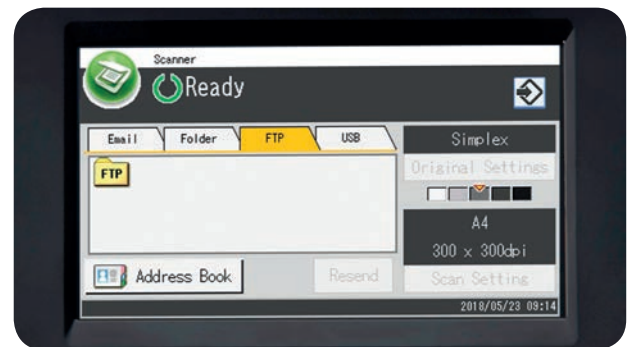 Scanner
Ready
Email
Folder
FTP
USB
FTP
Address Book
Resend
Simplex
Original Settings
A4
300 x 300dpi
Scan Setting
2018/05/23 09:14